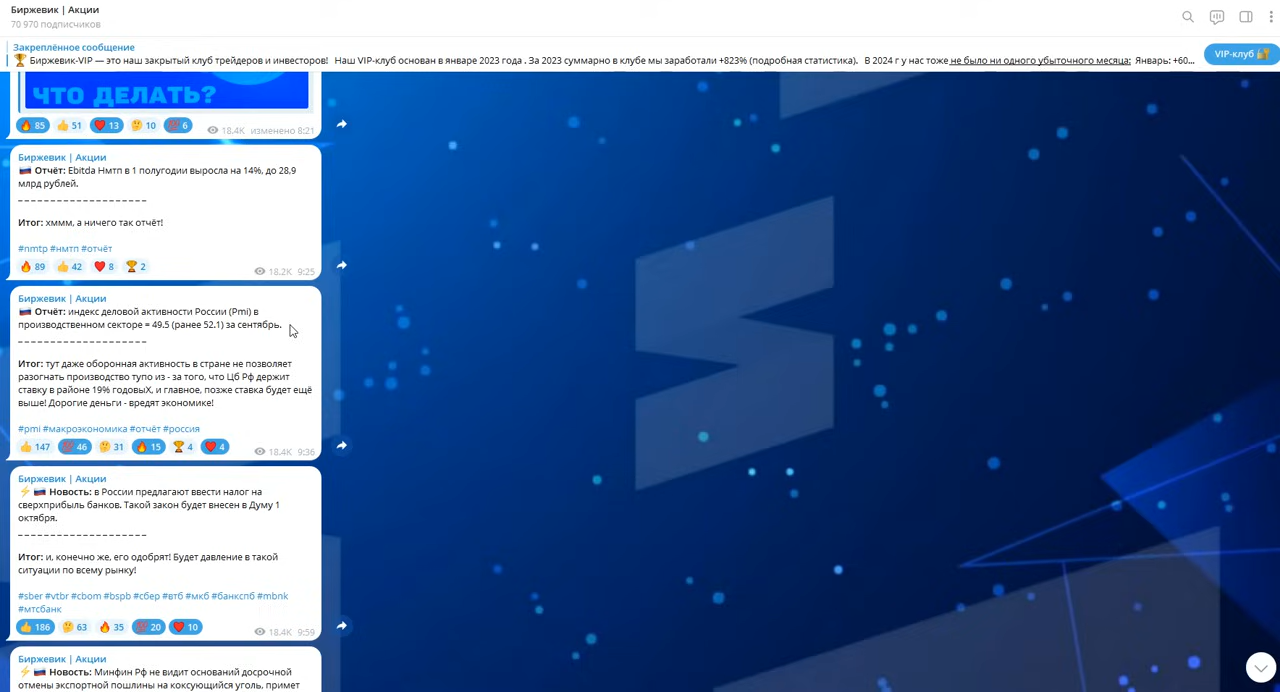 Биржевик | Акции
70 970 подписчиков
Закреплённое сообщение
🏆 Биржевик-VIP — это наш закрытый клуб трейдеров и инвесторов! Наш VIP-клуб основан в январе 2023 года . За 2023 суммарно в клубе мы заработали +823% (подробная статистика). В 2024 г у нас тоже не было ни одного убыточного месяца: Январь: +60...
VIP-клуб 🔐
ЧТО ДЕЛАТЬ?
🔥 85 👍 51 ❤️ 13 🤔 10 💯 6 18.4K изменено 8:21
Биржевик | Акции
🇷🇺 Отчёт: Ebitda Нмтп в 1 полугодии выросла на 14%, до 28,9
млрд рублей.
– – – – – – – – – – – – – – – – – – – –
Итог: хммм, а ничего так отчёт!
#nmtp #нмтп #отчёт
🔥 89 👍 42 ❤️ 8 🏆 2 18.2K 9:25
Биржевик | Акции
🇷🇺 Отчёт: индекс деловой активности России (Pmi) в
производственном секторе = 49.5 (ранее 52.1) за сентябрь.
– – – – – – – – – – – – – – – – – – – –
Итог: тут даже оборонная активность в стране не позволяет
разогнать производство тупо из - за того, что Цб Рф держит
ставку в районе 19% годовыХ, и главное, позже ставка будет ещё
выше! Дорогие деньги - вредят экономике!
#pmi #макроэкономика #отчёт #россия
👍 147 💯 46 🤔 31 🔥 15 🏆 4 ❤️ 4 18.4K 9:36
Биржевик | Акции
⚡️ 🇷🇺 Новость: в России предлагают ввести налог на
сверхприбыль банков. Такой закон будет внесен в Думу 1
октября.
– – – – – – – – – – – – – – – – – – – –
Итог: и, конечно же, его одобрят! Будет давление в такой
ситуации по всему рынку!
#sber #vtbr #cbom #bspb #сбер #втб #мкб #банкспб #mbnk
#мтсбанк
👍 186 🤔 63 🔥 35 💯 20 ❤️ 10 18.4K 9:59
Биржевик | Акции
⚡️ 🇷🇺 Новость: Минфин Рф не видит оснований досрочной
отмены экспортной пошлины на коксующийся уголь, примет